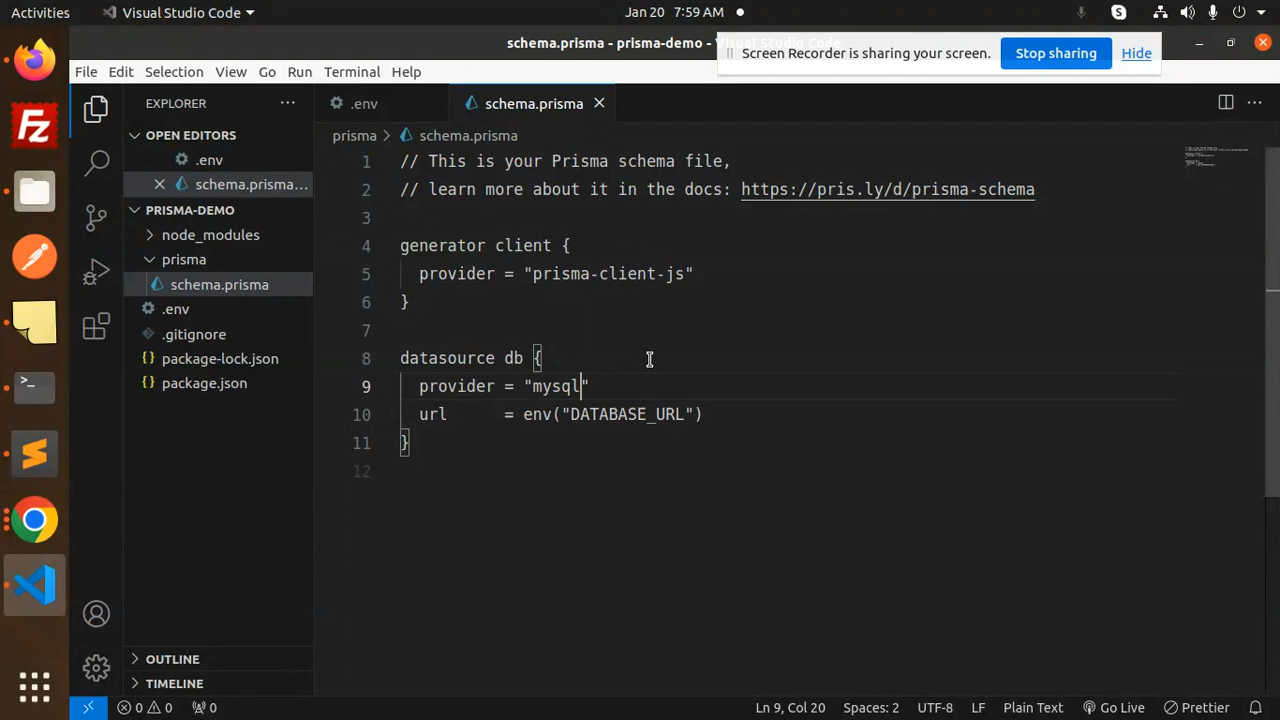 Activities
Visual Studio Code
Jan 20 7:59 AM
schema.prisma - prisma-demo - Visual Studio Code
Screen Recorder is sharing your screen.
Stop sharing
Hide
File Edit Selection View Go Run Terminal Help
EXPLORER
.env
schema.prisma
OPEN EDITORS
.env
schema.prisma...
PRISMA-DEMO
node_modules
prisma
schema.prisma
.env
.gitignore
package-lock.json
package.json
OUTLINE
TIMELINE
prisma > schema.prisma
1 // This is your Prisma schema file,
2 // learn more about it in the docs: https://pris.ly/d/prisma-schema
3
4 generator client {
5 provider = "prisma-client-js"
6 }
7
8 datasource db {
9 provider = "mysql"
10 url = env("DATABASE_URL")
11 }
12
0 0 0
Ln 9, Col 20
Spaces: 2
UTF-8
LF
Plain Text
Go Live
Prettier